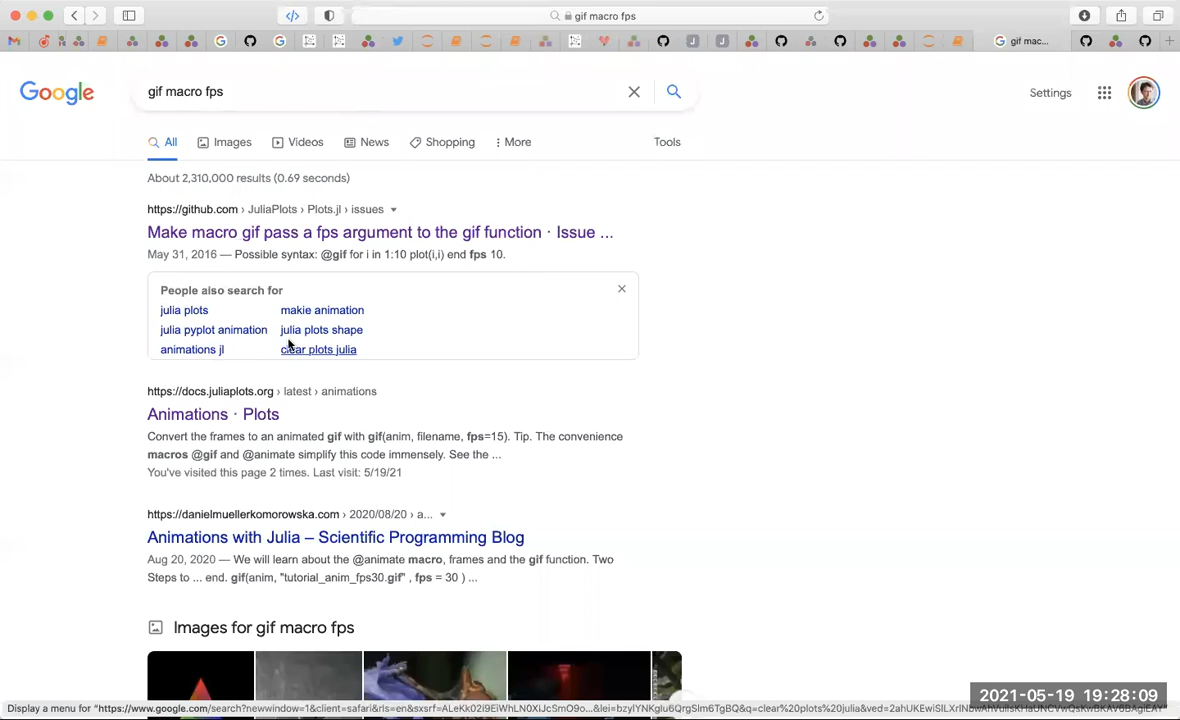 gif macro fps
gif mac...
Google
gif macro fps
Settings
All Images Videos News Shopping More
Tools
About 2,310,000 results (0.69 seconds)
https://github.com › JuliaPlots › Plots.jl › issues
Make macro gif pass a fps argument to the gif function · Issue ...
May 31, 2016 — Possible syntax: @gif for i in 1:10 plot(i,i) end fps 10.
People also search for
julia plots makie animation
julia pyplot animation julia plots shape
animations jl clear plots julia
https://docs.juliaplots.org › latest › animations
Animations · Plots
Convert the frames to an animated gif with gif(anim, filename, fps=15). Tip. The convenience
macros @gif and @animate simplify this code immensely. See the ...
You've visited this page 2 times. Last visit: 5/19/21
https://danielmuellerkomorowska.com › 2020/08/20 › a...
Animations with Julia – Scientific Programming Blog
Aug 20, 2020 — We will learn about the @animate macro, frames and the gif function. Two
Steps to ... end. gif(anim, "tutorial_anim_fps30.gif" , fps = 30 ) ...
Images for gif macro fps
2021-05-19 19:28:09
Display a menu for